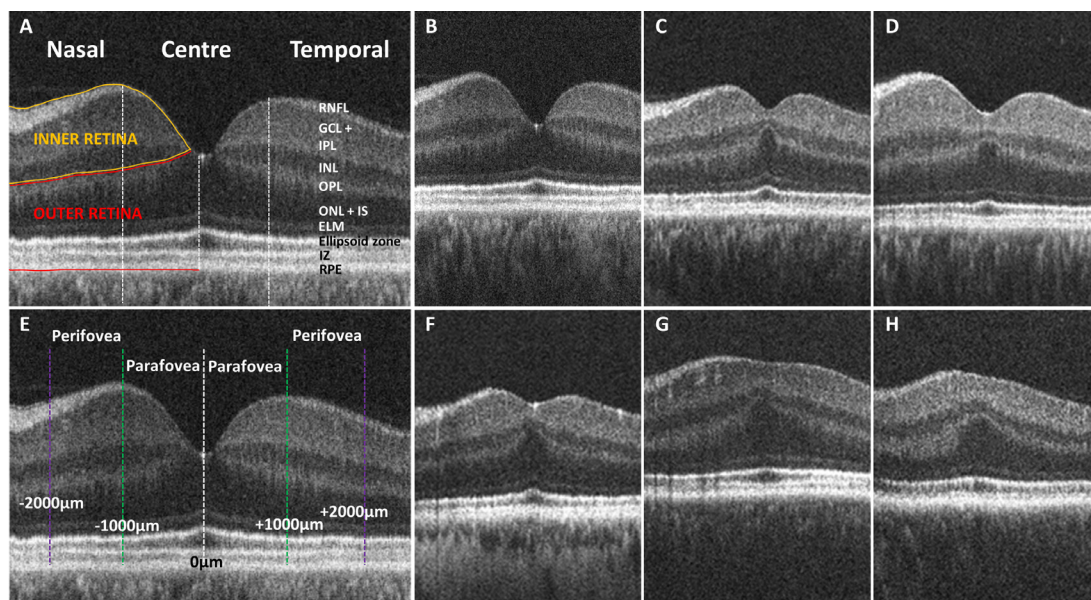 A
Nasal Centre Temporal
INNER RETINA
OUTER RETINA
RNFL
GCL +
IPL
INL
OPL
ONL + IS
ELM
Ellipsoid zone
IZ
RPE
B
C
D
E
Perifovea Perifovea
Parafovea Parafovea
-2000µm
-1000µm
0µm
+1000µm
+2000µm
F
G
H